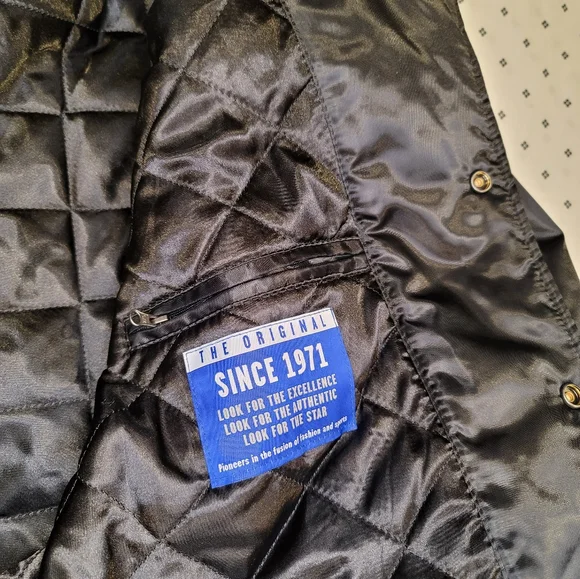 THE ORIGINAL
SINCE 1971
LOOK FOR THE EXCELLENCE
LOOK FOR THE AUTHENTIC
LOOK FOR THE STAR
Pioneers in the fusion of fashion and sports